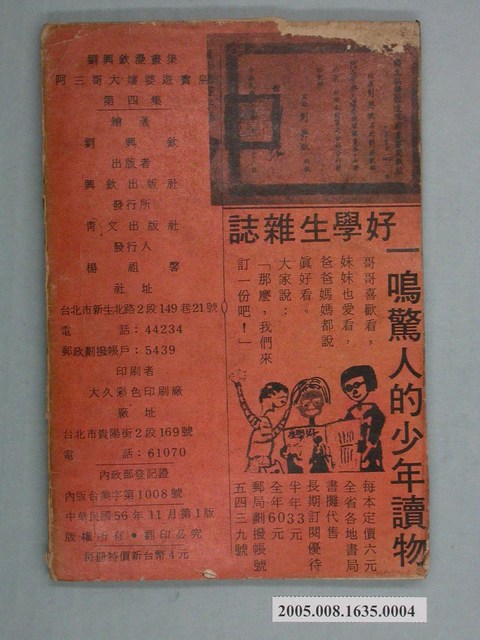 劉興欽漫畫集
阿三哥大嬸婆遊寶島
第四集
繪著
劉興欽
出版者
興欽出版社
發行所
青文出版社
發行人
楊祖馨
社址
台北市新生北路2段149巷21號
電話：44234
郵政劃撥帳戶：5439
印刷者
大久彩色印刷廠
廠址
台北市貴陽街2段169號
電話：61070
內政部登記證
內版台業字第1008號
中華民國56年11月第1版
版權所有・翻印必究
每冊特價新台幣4元
好學生雜誌
一鳴驚人的少年讀物
哥哥喜歡看，
妹妹也愛看，
爸爸媽媽都說
真好看。
大家說：
「那麼，我們來
訂一份吧！」
好學生
每本定價六元
全省各地書局
書攤代售
長期訂閱優待
半年33元
全年60元
郵局劃撥帳號
五四三九號
2005.008.1635.0004